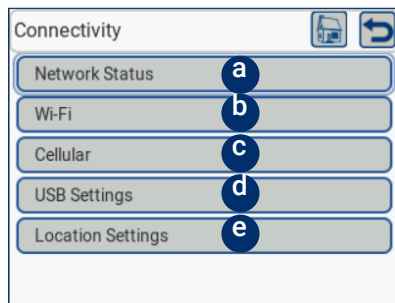 Connectivity
Network Status a
Wi-Fi b
Cellular c
USB Settings d
Location Settings e